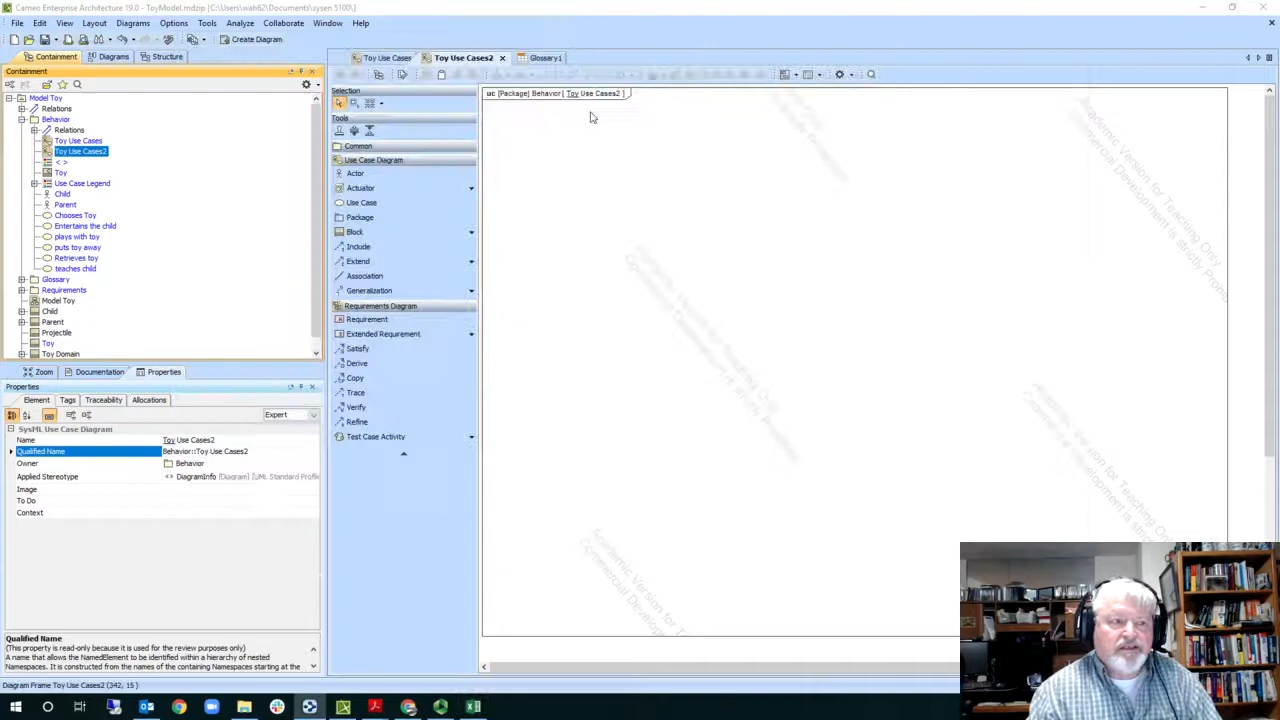 Cameo Enterprise Architecture 19.0 - ToyModel.mdzip [C:\Users\wah62\Documents\sysen 5100\]
File Edit View Layout Diagrams Options Tools Analyze Collaborate Window Help
Create Diagram
Containment Diagrams Structure
Toy Use Cases Toy Use Cases2 Glossary1
Containment
Model Toy
Relations
Behavior
Relations
Toy Use Cases
Toy Use Cases2
< >
Toy
Use Case Legend
Child
Parent
Chooses Toy
Entertains the child
plays with toy
puts toy away
Retrieves toy
teaches child
Glossary
Requirements
Model Toy
Child
Parent
Projectile
Toy
Toy Domain
Zoom Documentation Properties
Properties
Element Tags Traceability Allocations
Expert
SysML Use Case Diagram
Name Toy Use Cases2
Qualified Name Behavior::Toy Use Cases2
Owner Behavior
Applied Stereotype DiagramInfo [Diagram] [UML Standard Profile
Image
To Do
Context
Qualified Name
(This property is read-only because it is used for the review purposes only)
A name that allows the NamedElement to be identified within a hierarchy of nested
Namespaces. It is constructed from the names of the containing Namespaces starting at the
Diagram Frame Toy Use Cases2 (342, 15 )
Selection
Tools
Common
Use Case Diagram
Actor
Actuator
Use Case
Package
Block
Include
Extend
Association
Generalization
Requirements Diagram
Requirement
Extended Requirement
Satisfy
Derive
Copy
Trace
Verify
Refine
Test Case Activity
uc [Package] Behavior [ Toy Use Cases2 ]
Academic Version for Teaching Only
Commercial Development is strictly Prohi